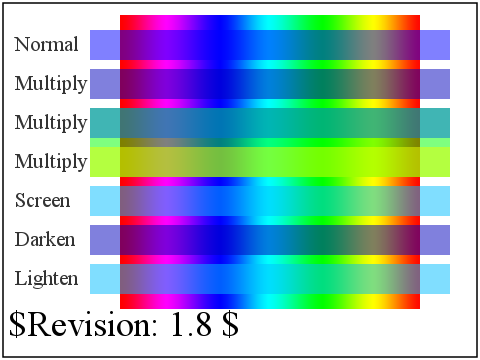 Normal
Multiply
Multiply
Multiply
Screen
Darken
Lighten
$Revision: 1.8 $